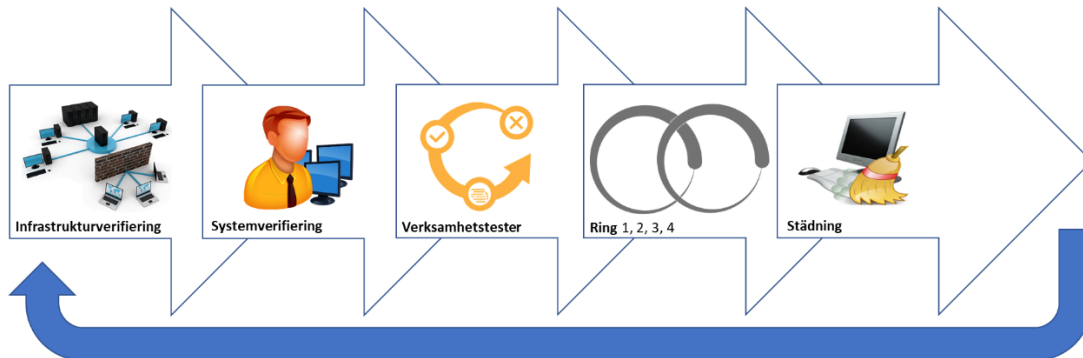 Infrastrukturverifiering
Systemverifiering
Verksamhetstester
Ring 1, 2, 3, 4
Städning